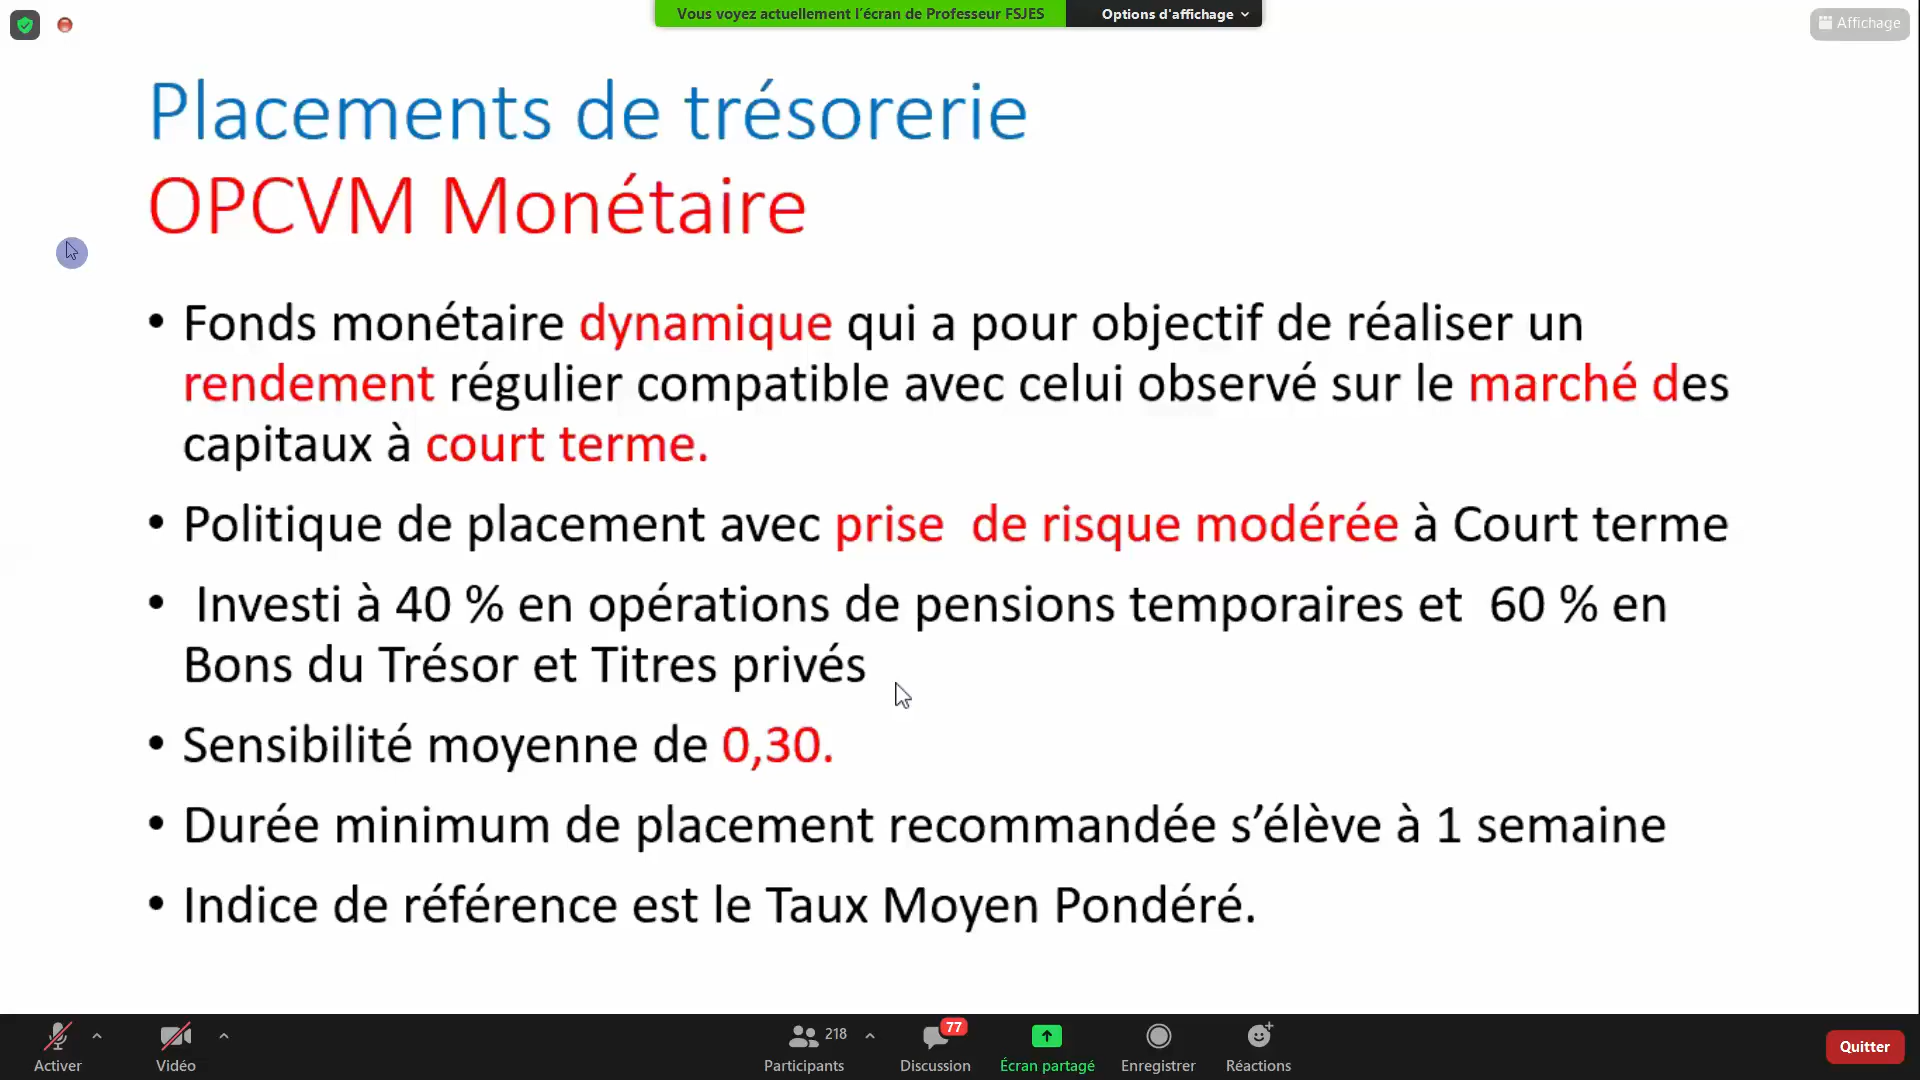 Vous voyez actuellement l'écran de Professeur FSJES
Options d'affichage
Affichage
Placements de trésorerie
OPCVM Monétaire
• Fonds monétaire dynamique qui a pour objectif de réaliser un
rendement régulier compatible avec celui observé sur le marché des
capitaux à court terme.
• Politique de placement avec prise de risque modérée à Court terme
• Investi à 40 % en opérations de pensions temporaires et 60 % en
Bons du Trésor et Titres privés
• Sensibilité moyenne de 0,30.
• Durée minimum de placement recommandée s’élève à 1 semaine
• Indice de référence est le Taux Moyen Pondéré.
Activer
Vidéo
218
Participants
77
Discussion
Écran partagé
Enregistrer
Réactions
Quitter